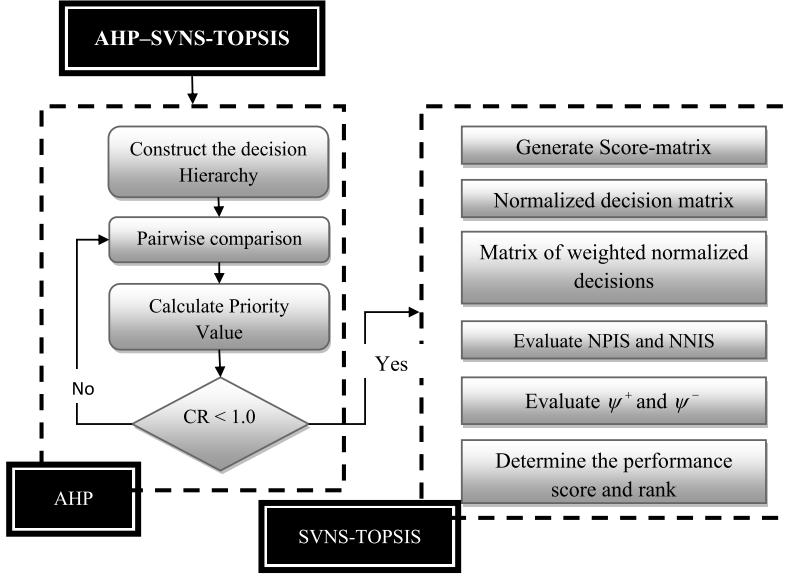 AHP–SVNS-TOPSIS
Construct the decision
Hierarchy
Pairwise comparison
Calculate Priority
Value
No
CR < 1.0
Yes
AHP
Generate Score-matrix
Normalized decision matrix
Matrix of weighted normalized
decisions
Evaluate NPIS and NNIS
Evaluate ψ⁺ and ψ⁻
Determine the performance
score and rank
SVNS-TOPSIS